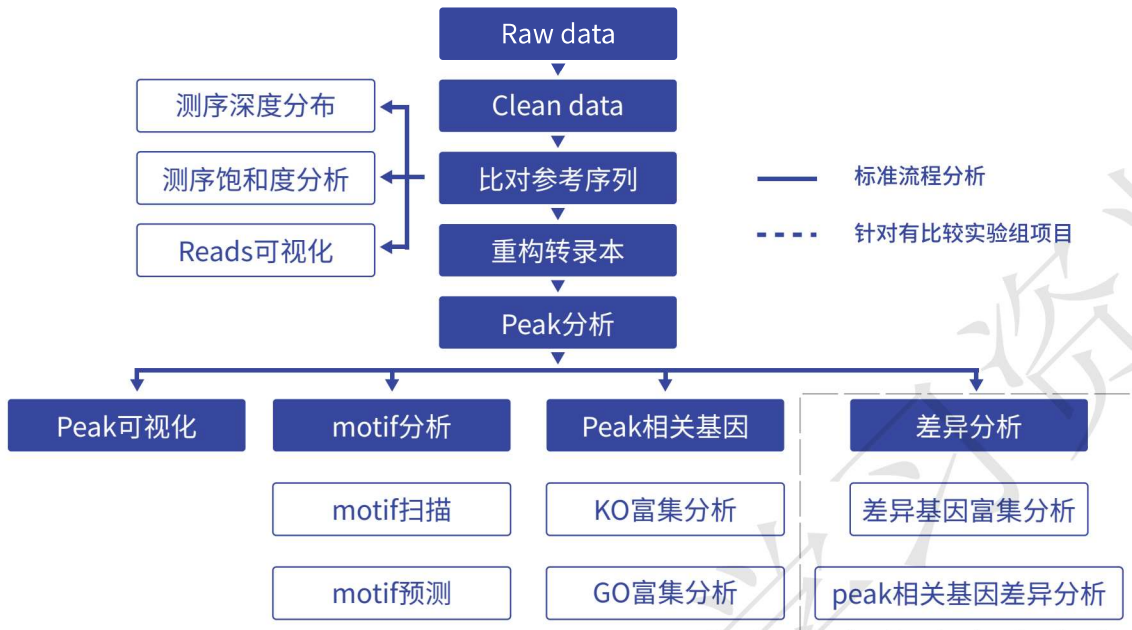 Raw data
测序深度分布
Clean data
测序饱和度分析
比对参考序列
标准流程分析
Reads可视化
重构转录本
针对有比较实验组项目
Peak分析
Peak可视化
motif分析
Peak相关基因
差异分析
motif扫描
KO富集分析
差异基因富集分析
motif预测
GO富集分析
peak相关基因差异分析